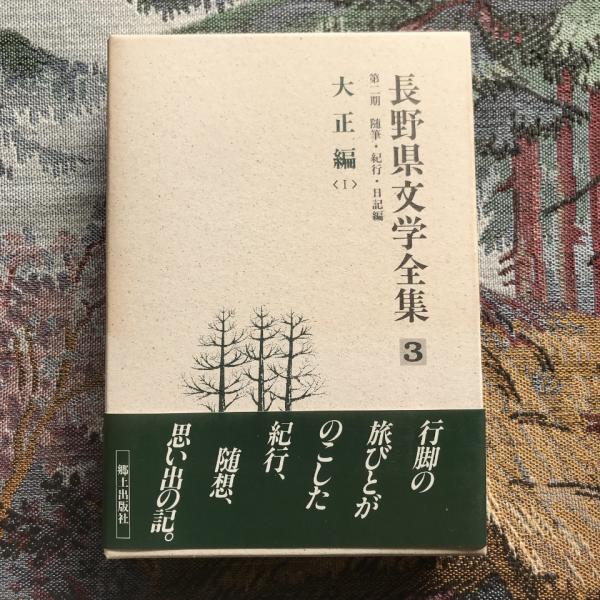 長野県文学全集
3
第二期 随筆・紀行・日記編
大正編
〈Ⅰ〉
行脚の
旅びとが
のこした
紀行、
随想、
思い出の記。
郷土出版社